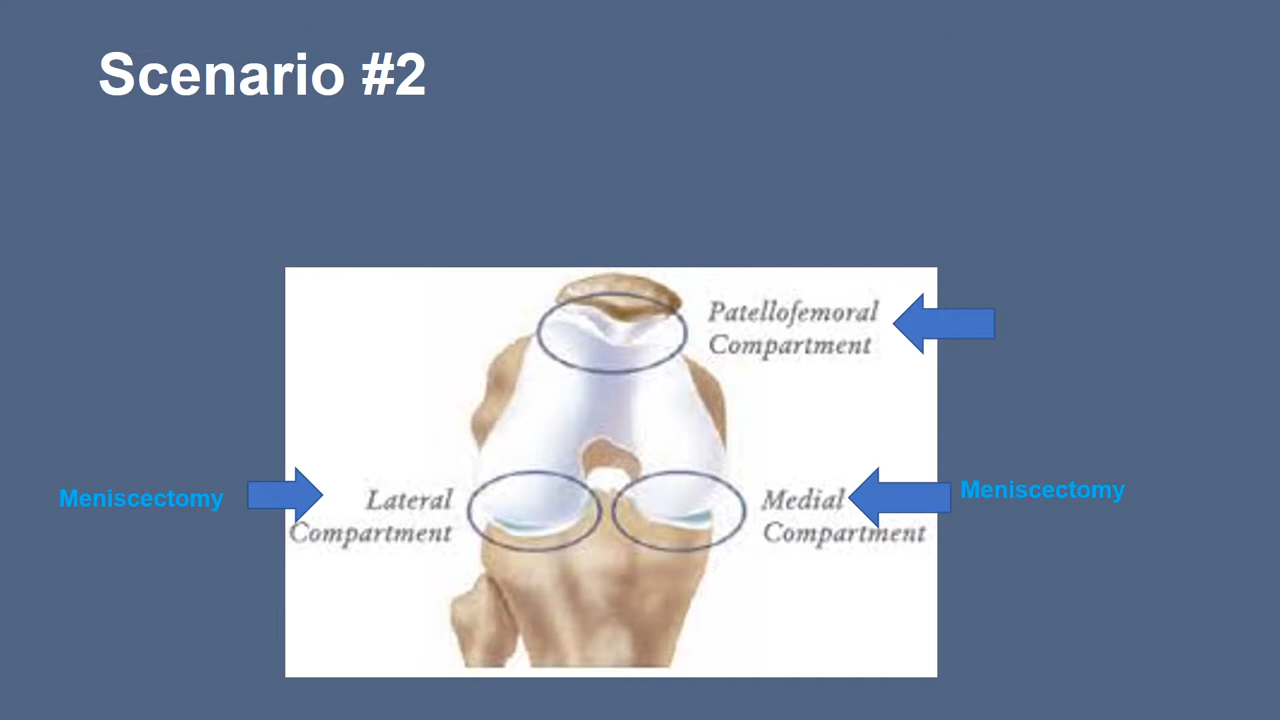 Scenario #2
Patellofemoral
Compartment
Meniscectomy
Lateral
Compartment
Medial
Compartment
Meniscectomy